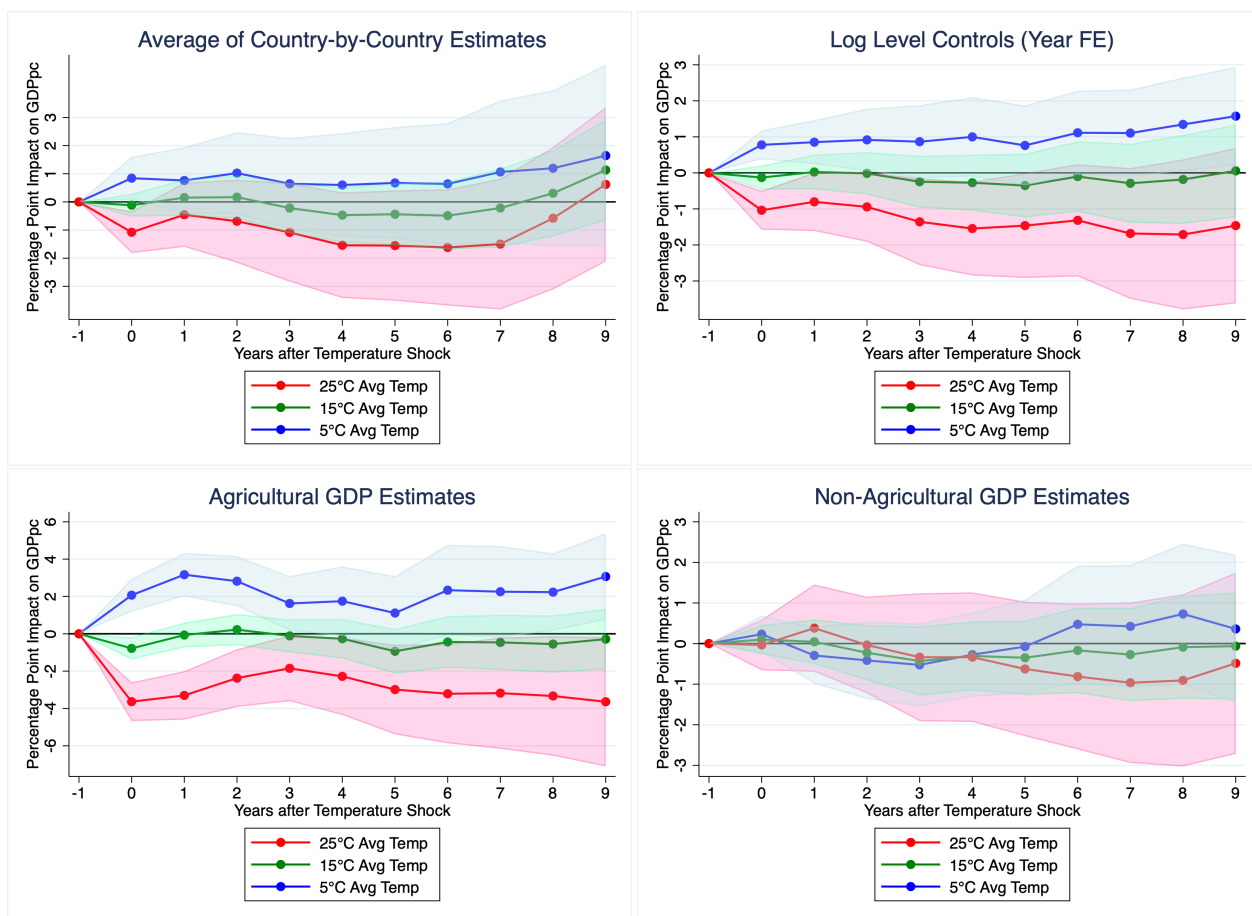 Average of Country-by-Country Estimates
Percentage Point Impact on GDPpc
3
2
1
0
-1
-2
-3
-1 0 1 2 3 4 5 6 7 8 9
Years after Temperature Shock
25°C Avg Temp
15°C Avg Temp
5°C Avg Temp
Log Level Controls (Year FE)
Percentage Point Impact on GDPpc
3
2
1
0
-1
-2
-3
-1 0 1 2 3 4 5 6 7 8 9
Years after Temperature Shock
25°C Avg Temp
15°C Avg Temp
5°C Avg Temp
Agricultural GDP Estimates
Percentage Point Impact on GDPpc
6
4
2
0
-2
-4
-6
-1 0 1 2 3 4 5 6 7 8 9
Years after Temperature Shock
25°C Avg Temp
15°C Avg Temp
5°C Avg Temp
Non-Agricultural GDP Estimates
Percentage Point Impact on GDPpc
3
2
1
0
-1
-2
-3
-1 0 1 2 3 4 5 6 7 8 9
Years after Temperature Shock
25°C Avg Temp
15°C Avg Temp
5°C Avg Temp